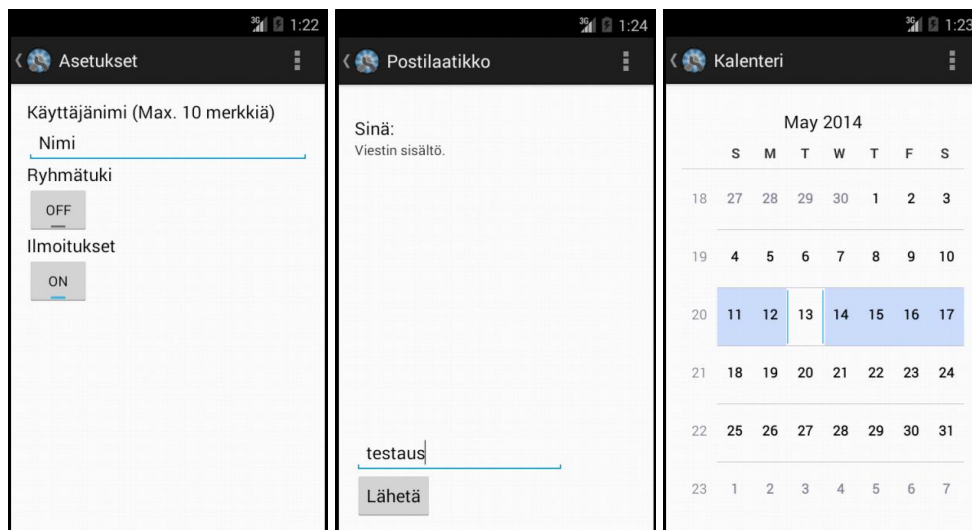 3G 1:22
Asetukset
Käyttäjänimi (Max. 10 merkkiä)
Nimi
Ryhmätuki
OFF
Ilmoitukset
ON
3G 1:24
Postilaatikko
Sinä:
Viestin sisältö.
testaus
Lähetä
3G 1:23
Kalenteri
May 2014
S M T W T F S
18 27 28 29 30 1 2 3
19 4 5 6 7 8 9 10
20 11 12 13 14 15 16 17
21 18 19 20 21 22 23 24
22 25 26 27 28 29 30 31
23 1 2 3 4 5 6 7